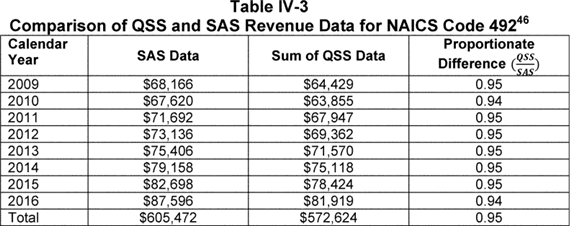 Table IV-3
Comparison of QSS and SAS Revenue Data for NAICS Code 492⁴⁶
Calendar Year | SAS Data | Sum of QSS Data | Proportionate Difference (QSS/SAS)
2009 | $68,166 | $64,429 | 0.95
2010 | $67,620 | $63,855 | 0.94
2011 | $71,692 | $67,947 | 0.95
2012 | $73,136 | $69,362 | 0.95
2013 | $75,406 | $71,570 | 0.95
2014 | $79,158 | $75,118 | 0.95
2015 | $82,698 | $78,424 | 0.95
2016 | $87,596 | $81,919 | 0.94
Total | $605,472 | $572,624 | 0.95